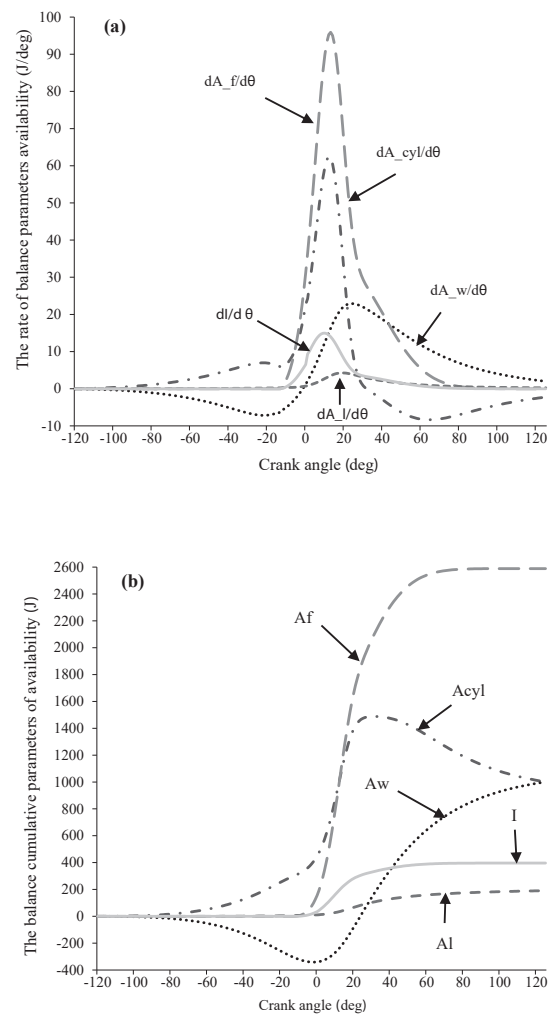 (a)
The rate of balance parameters availability (J/deg)
100
90
80
70
60
50
40
30
20
10
0
-10
dA_f/dθ
dA_cyl/dθ
dA_w/dθ
dI/d θ
dA_l/dθ
-120 -100 -80 -60 -40 -20 0 20 40 60 80 100 120
Crank angle (deg)
(b)
The balance cumulative parameters of availability (J)
2600
2400
2200
2000
1800
1600
1400
1200
1000
800
600
400
200
0
-200
-400
Af
Acyl
Aw
I
Al
-120 -100 -80 -60 -40 -20 0 20 40 60 80 100 120
Crank angle (deg)